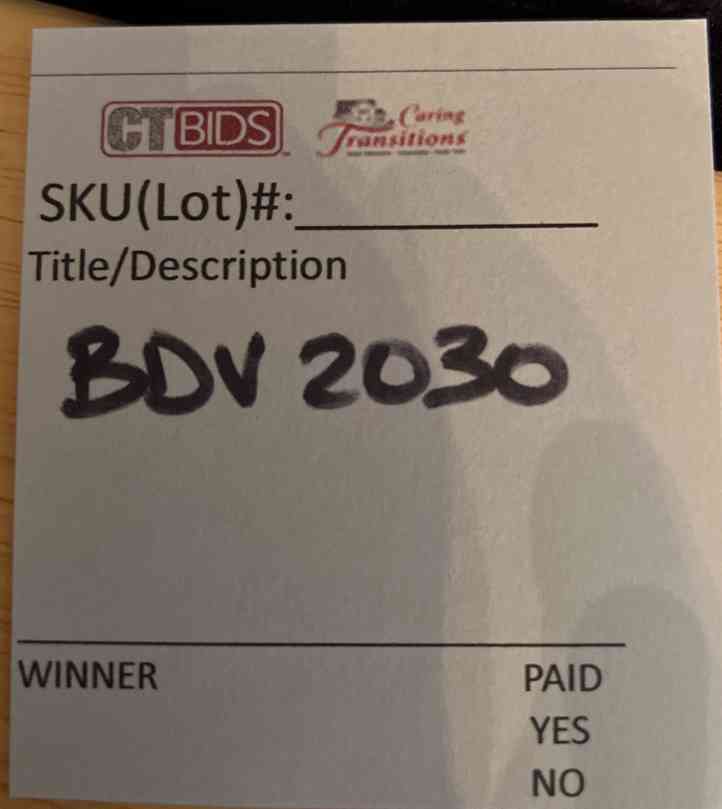 CTBIDS Caring
Transitions
SKU(Lot)#:
Title/Description
BDV 2030
WINNER PAID
YES
NO